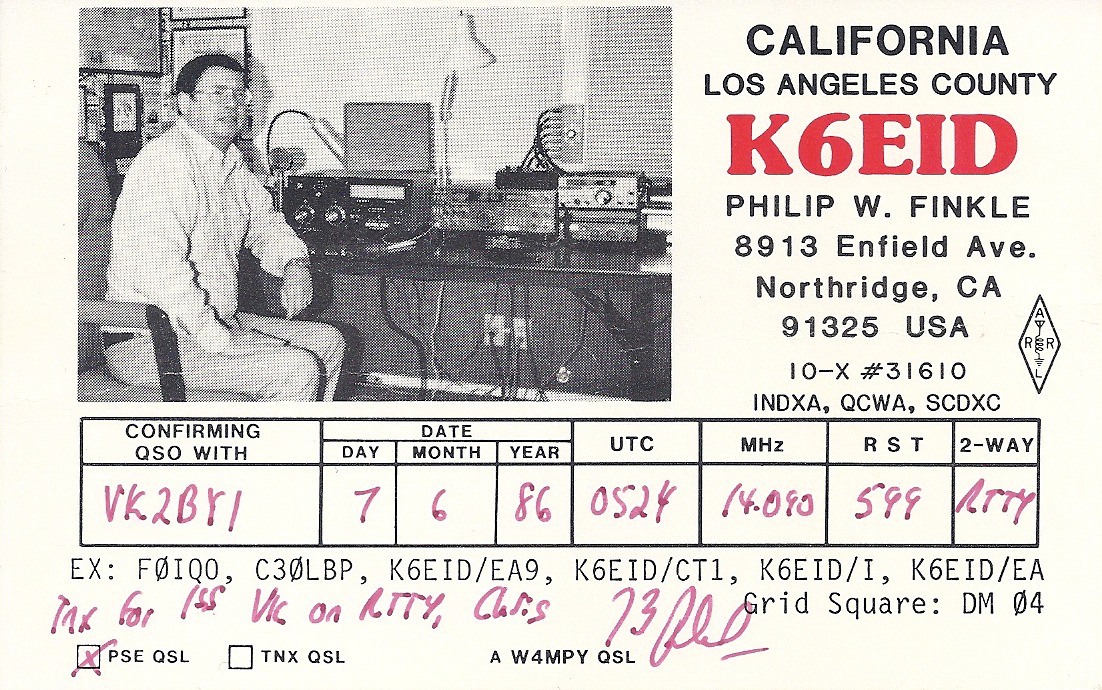 CALIFORNIA
LOS ANGELES COUNTY
K6EID
PHILIP W. FINKLE
8913 Enfield Ave.
Northridge, CA
91325 USA
10-X #31610
INDXA, QCWA, SCDXC
A R R L
CONFIRMING QSO WITH DATE DAY MONTH YEAR UTC MHz RST 2-WAY
VK2BYI 7 6 86 0524 14.090 599 RTTY
EX: FØIQO, C3ØLBP, K6EID/EA9, K6EID/CT1, K6EID/I, K6EID/EA
Tnx for 1ss VK on RTTY, Chris 73 Phil
Grid Square: DM Ø4
X PSE QSL TNX QSL A W4MPY QSL